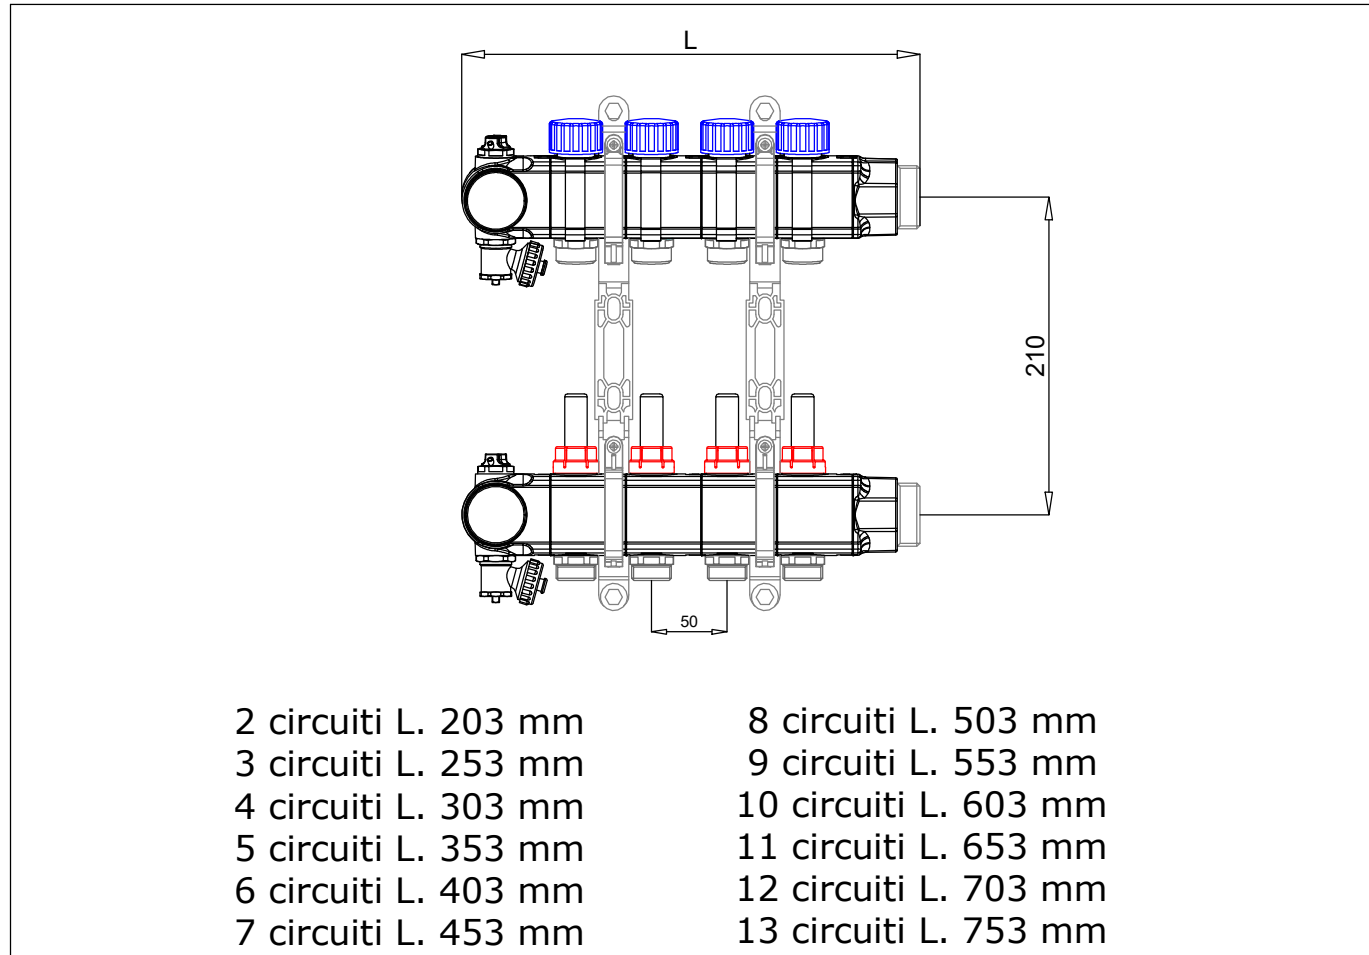 L
210
50
2 circuiti L. 203 mm
3 circuiti L. 253 mm
4 circuiti L. 303 mm
5 circuiti L. 353 mm
6 circuiti L. 403 mm
7 circuiti L. 453 mm
8 circuiti L. 503 mm
9 circuiti L. 553 mm
10 circuiti L. 603 mm
11 circuiti L. 653 mm
12 circuiti L. 703 mm
13 circuiti L. 753 mm